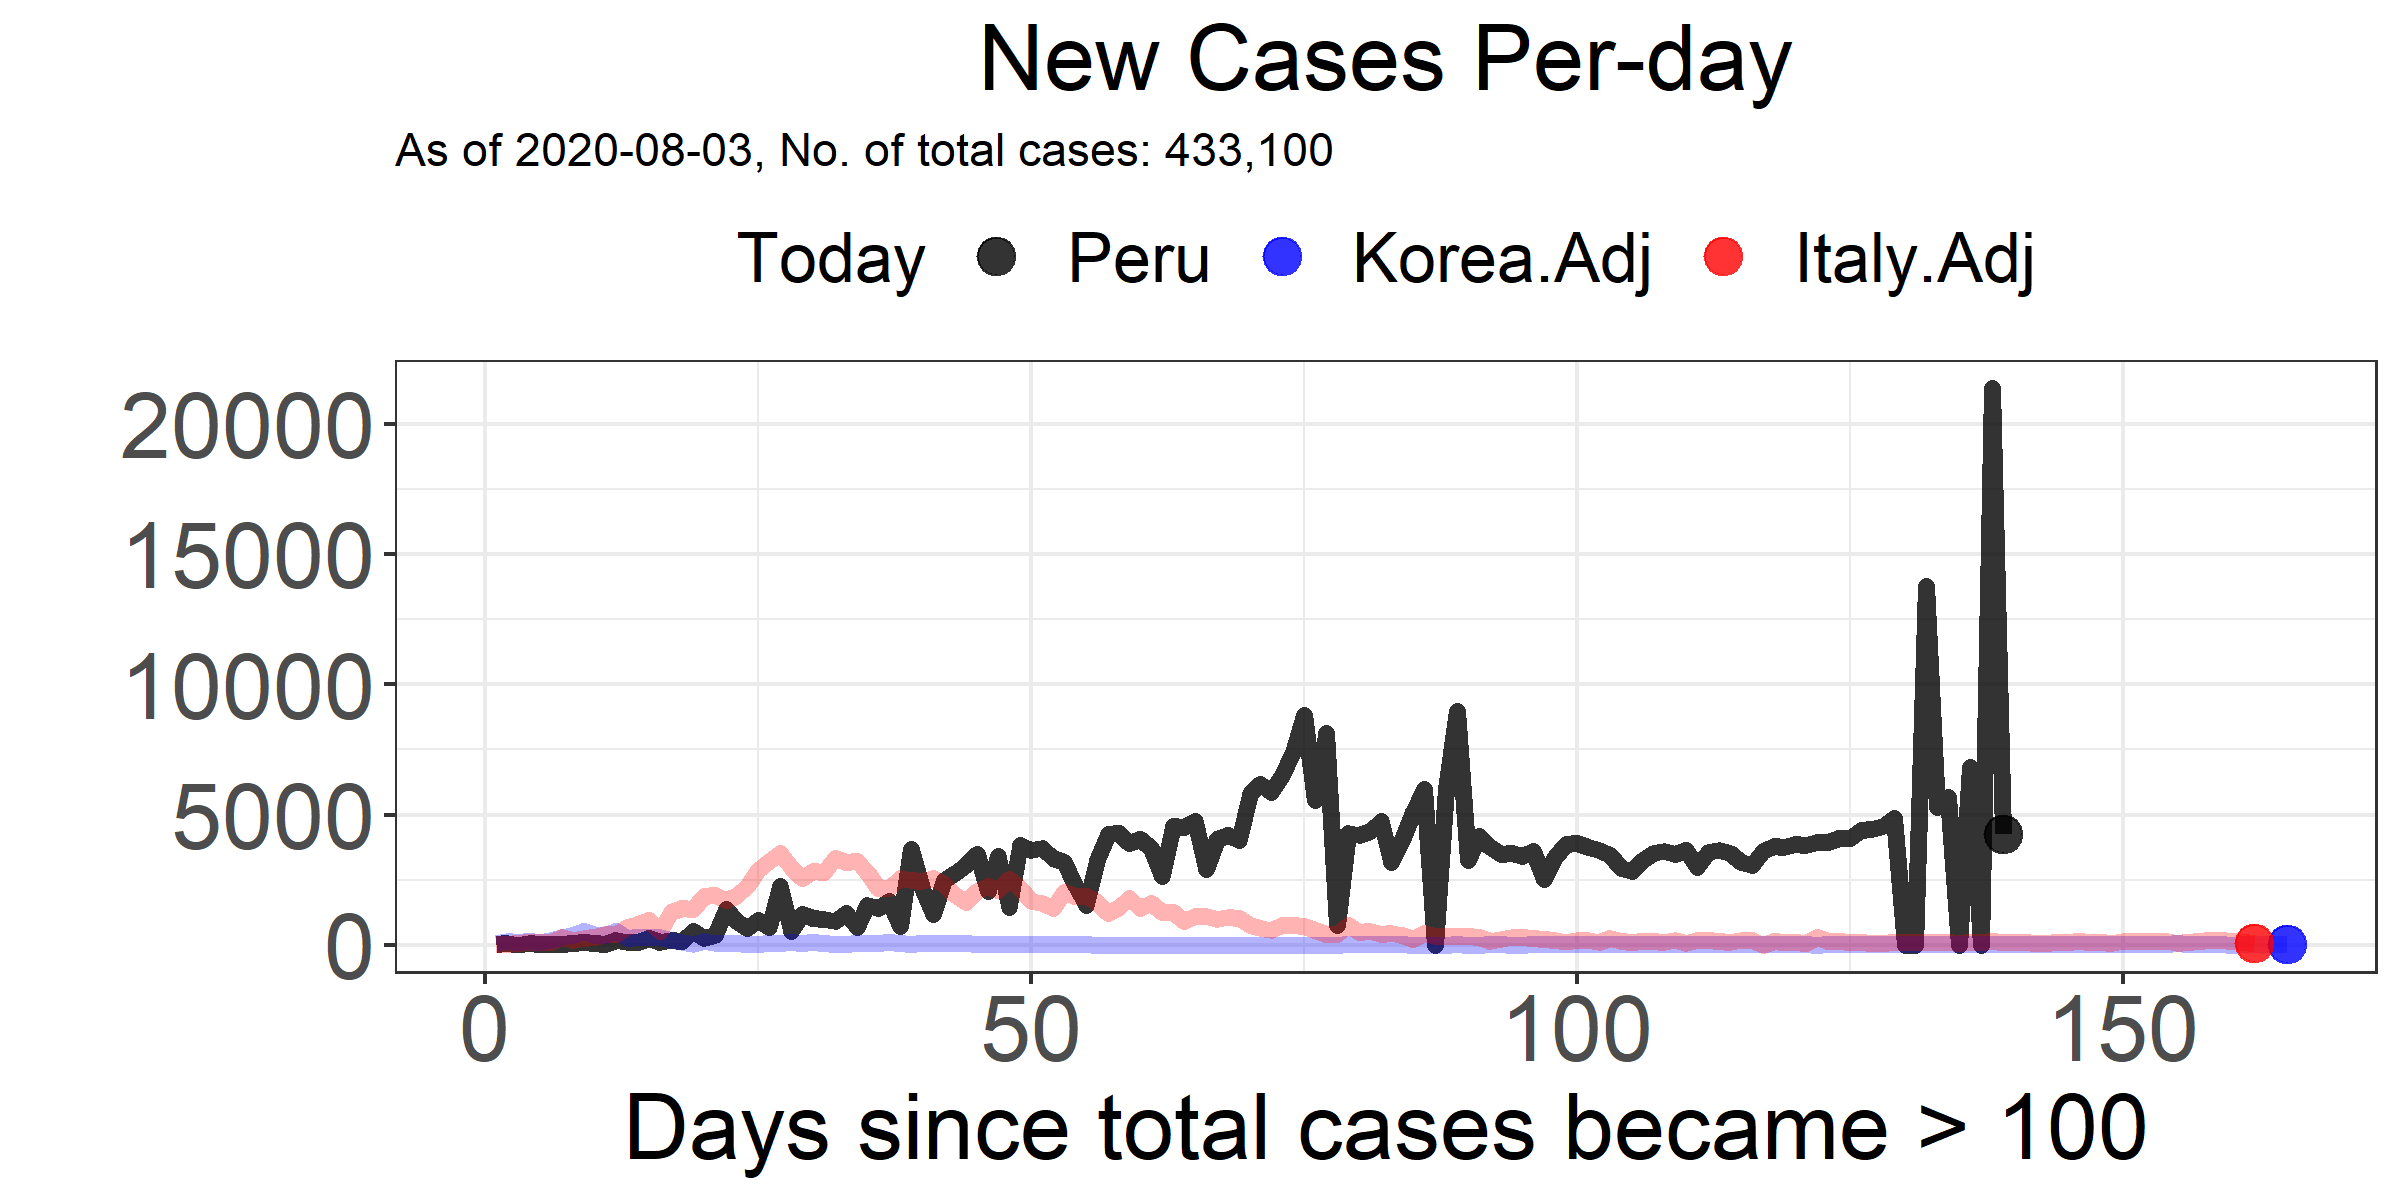 New Cases Per-day
As of 2020-08-03, No. of total cases: 433,100
Today Peru Korea.Adj Italy.Adj
20000
15000
10000
5000
0
0 50 100 150
Days since total cases became > 100